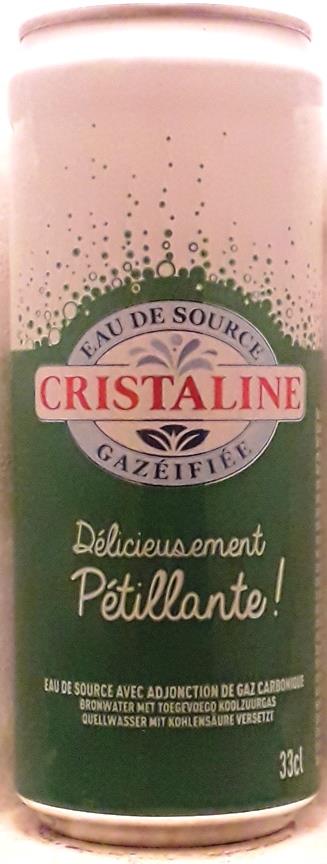 EAU DE SOURCE
CRISTALINE
GAZÉIFIÉE
Délicieusement
Pétillante !
EAU DE SOURCE AVEC ADJONCTION DE GAZ CARBONIQUE
BRONWATER MET TOEGEVOEGD KOOLZUURGAS
QUELLWASSER MIT KOHLENSÄURE VERSETZT
33cl